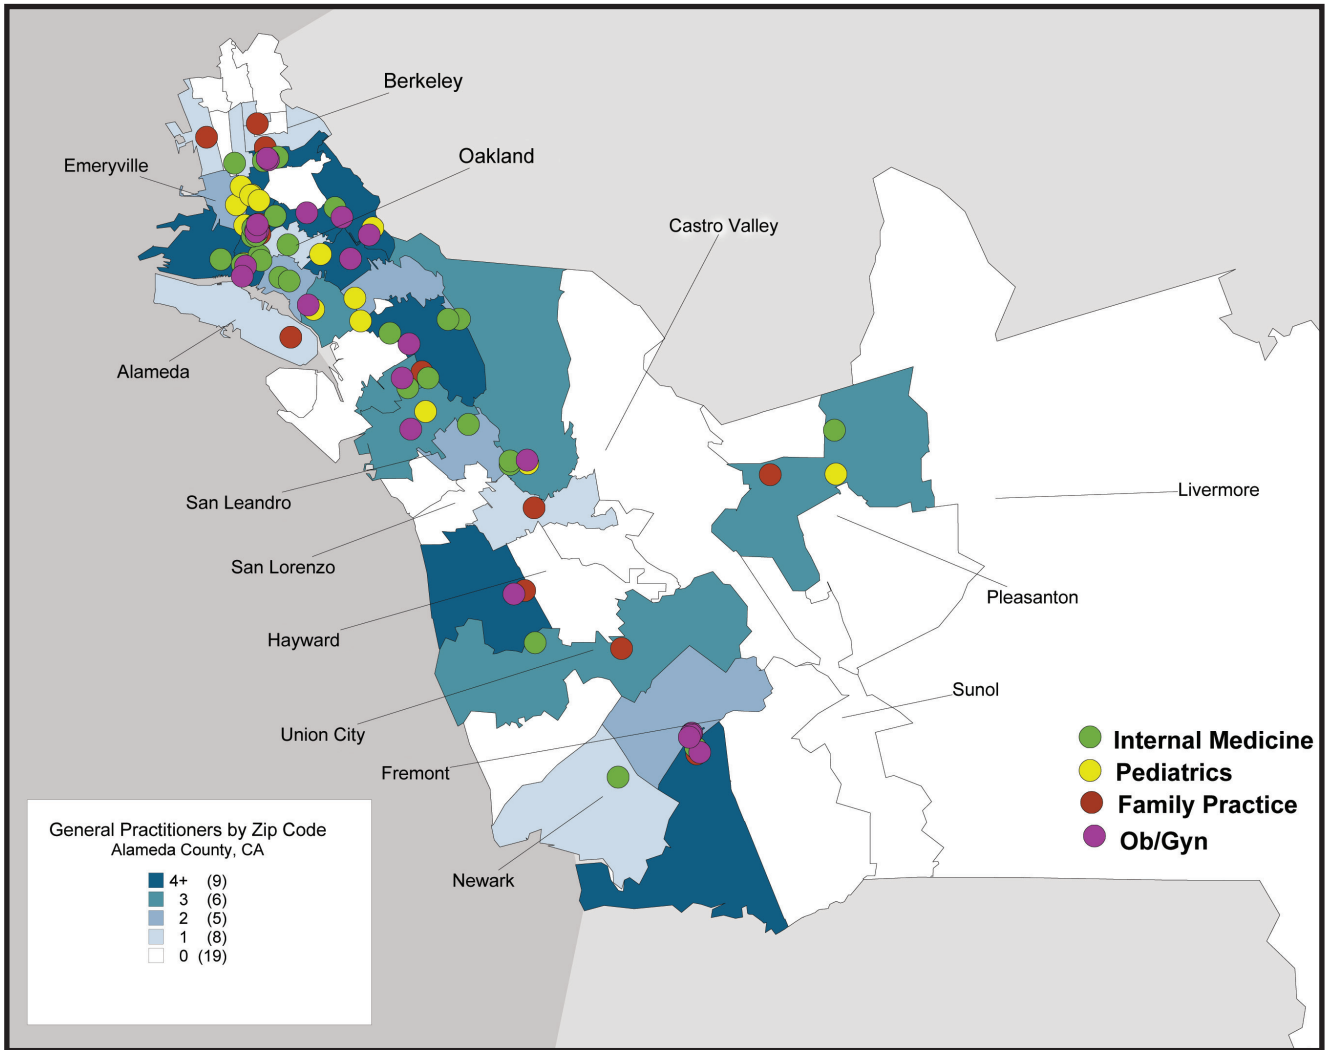 Berkeley
Oakland
Emeryville
Castro Valley
Alameda
Livermore
San Leandro
San Lorenzo
Pleasanton
Hayward
Sunol
Union City
Fremont
Newark
Internal Medicine
Pediatrics
Family Practice
Ob/Gyn
General Practitioners by Zip Code
Alameda County, CA
4+ (9)
3 (6)
2 (5)
1 (8)
0 (19)